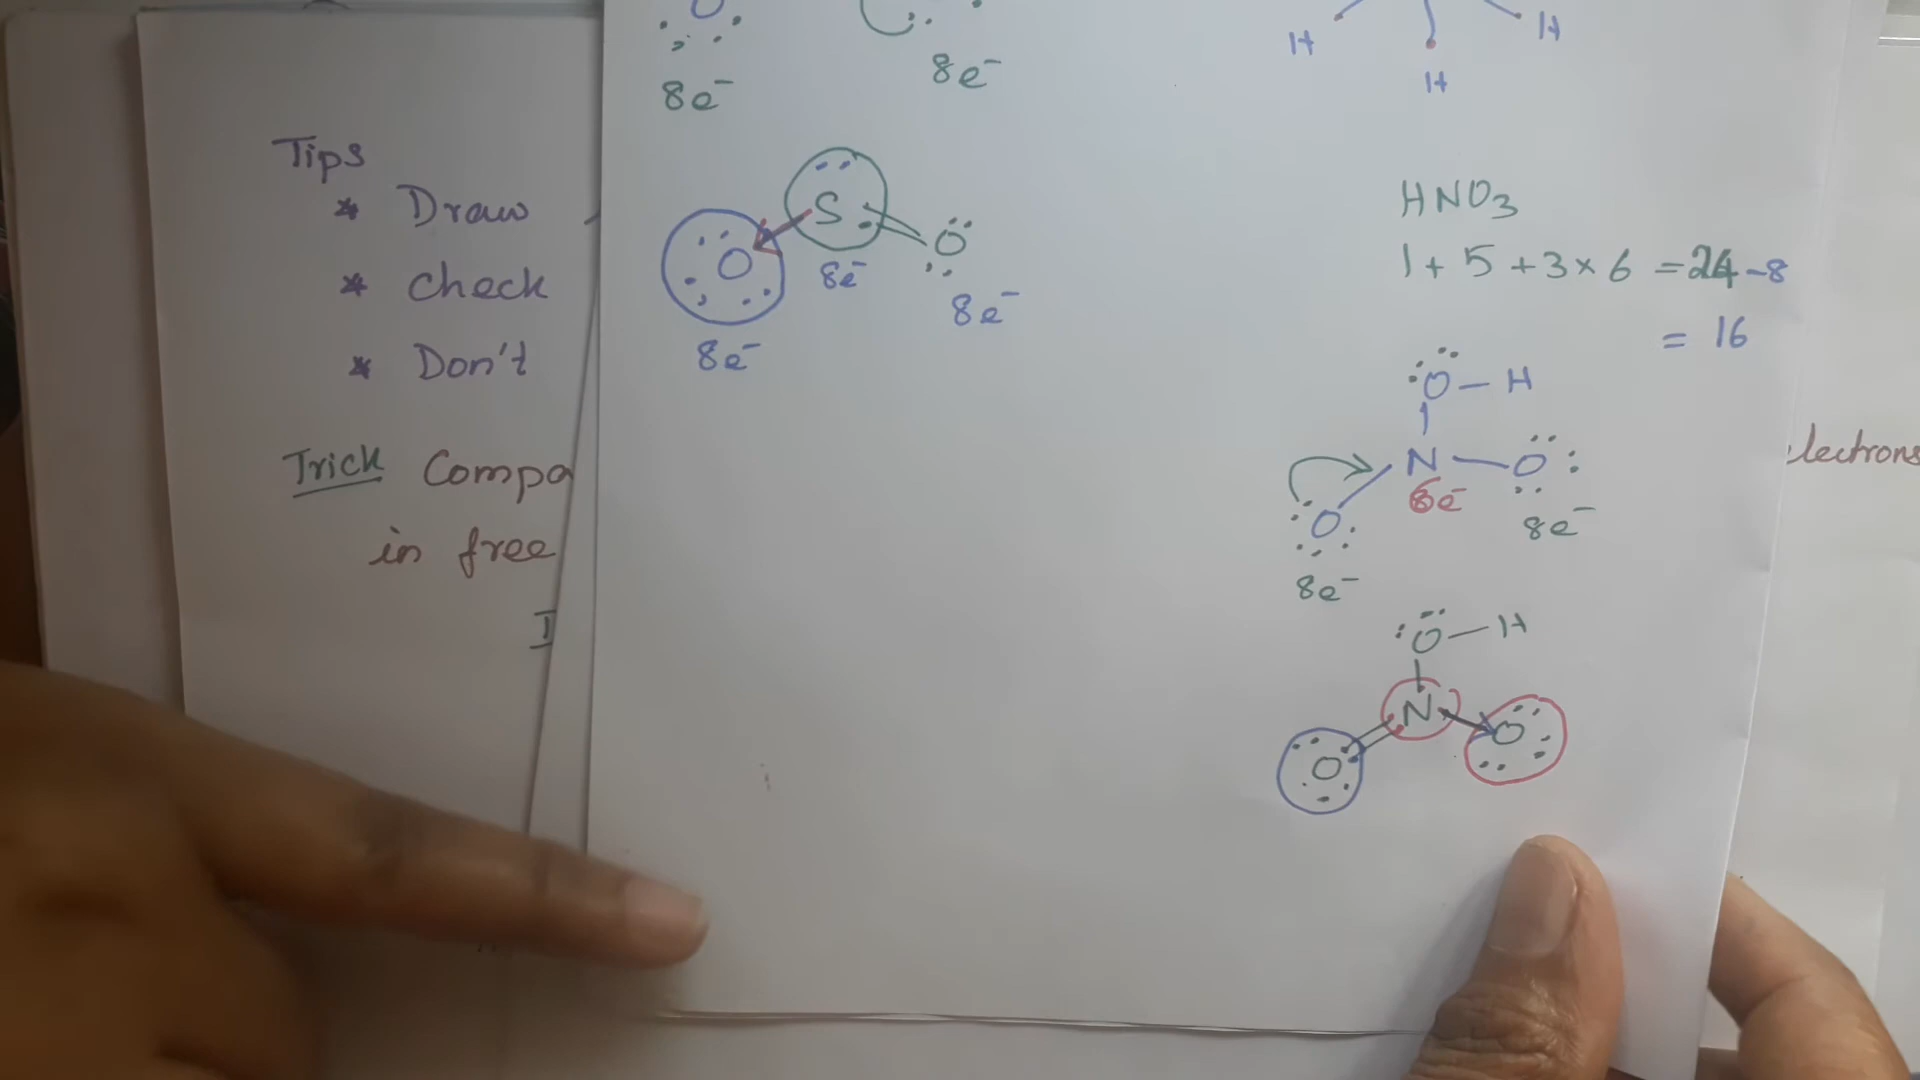 Tips
* Draw
* check
* Don't
Trick Compa
in free
I
8e⁻
8e⁻
S
O
O
8e⁻
8e⁻
8e⁻
H
H
H
HNO₃
1 + 5 + 3 × 6 = 24 - 8
= 16
O - H
N - O
O
8e⁻
8e⁻
8e⁻
O - H
N
O
O
lectrons